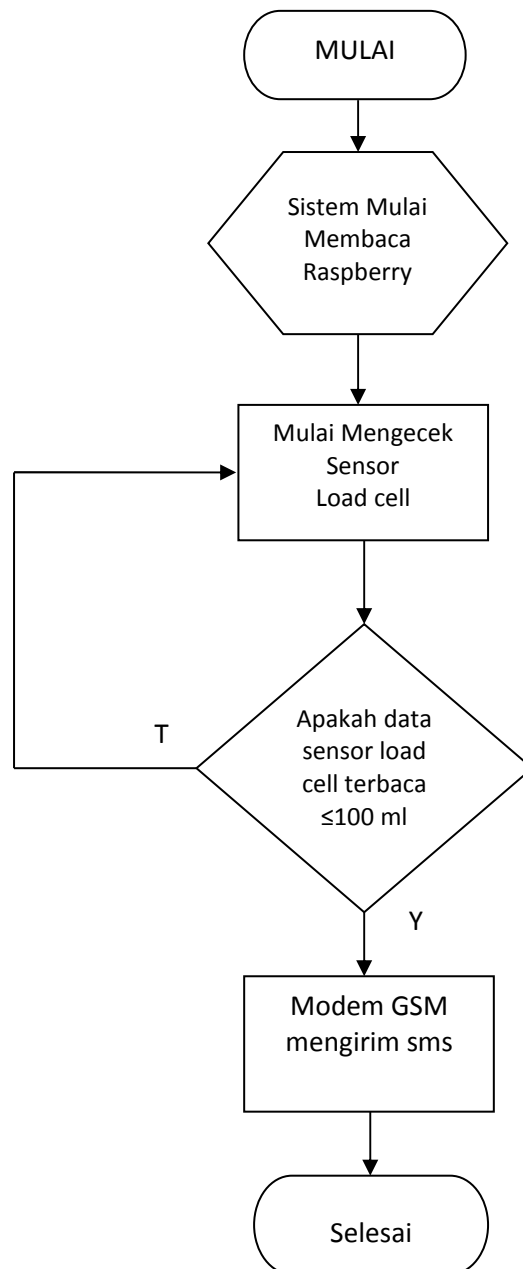 MULAI
Sistem Mulai
Membaca
Raspberry
Mulai Mengecek
Sensor
Load cell
T
Apakah data
sensor load
cell terbaca
≤100 ml
Y
Modem GSM
mengirim sms
Selesai